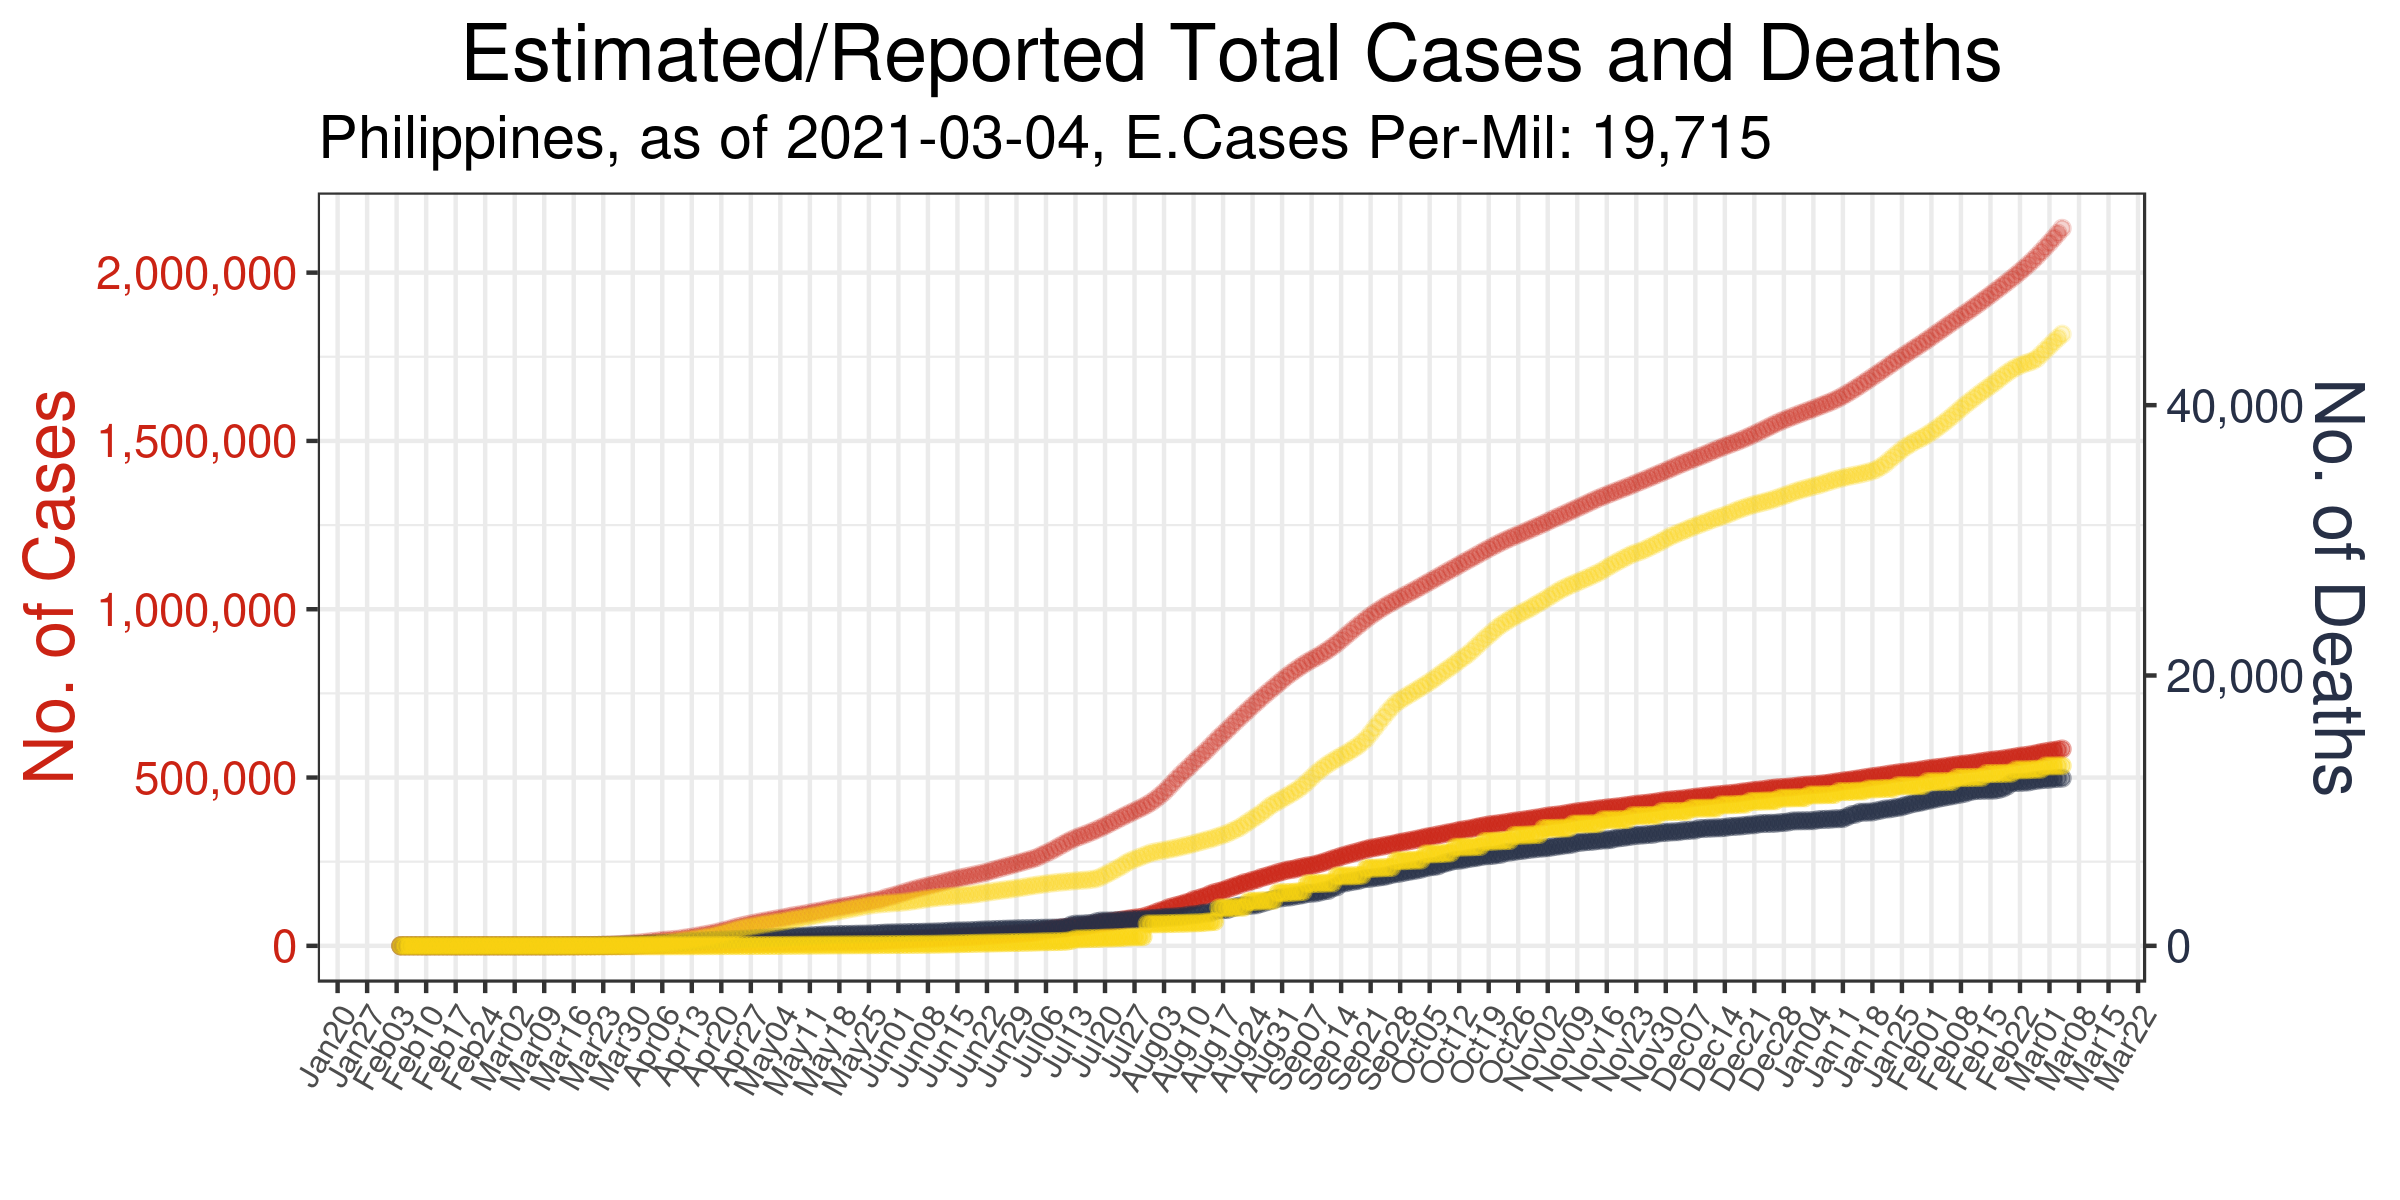 Estimated/Reported Total Cases and Deaths
Philippines, as of 2021-03-04, E.Cases Per-Mil: 19,715
No. of Cases
2,000,000
1,500,000
1,000,000
500,000
0
40,000
20,000
0
No. of Deaths
Jan20
Jan27
Feb03
Feb10
Feb17
Feb24
Mar02
Mar09
Mar16
Mar23
Mar30
Apr06
Apr13
Apr20
Apr27
May04
May11
May18
May25
Jun01
Jun08
Jun15
Jun22
Jun29
Jul06
Jul13
Jul20
Jul27
Aug03
Aug10
Aug17
Aug24
Aug31
Sep07
Sep14
Sep21
Sep28
Oct05
Oct12
Oct19
Oct26
Nov02
Nov09
Nov16
Nov23
Nov30
Dec07
Dec14
Dec21
Dec28
Jan04
Jan11
Jan18
Jan25
Feb01
Feb08
Feb15
Feb22
Mar01
Mar08
Mar15
Mar22